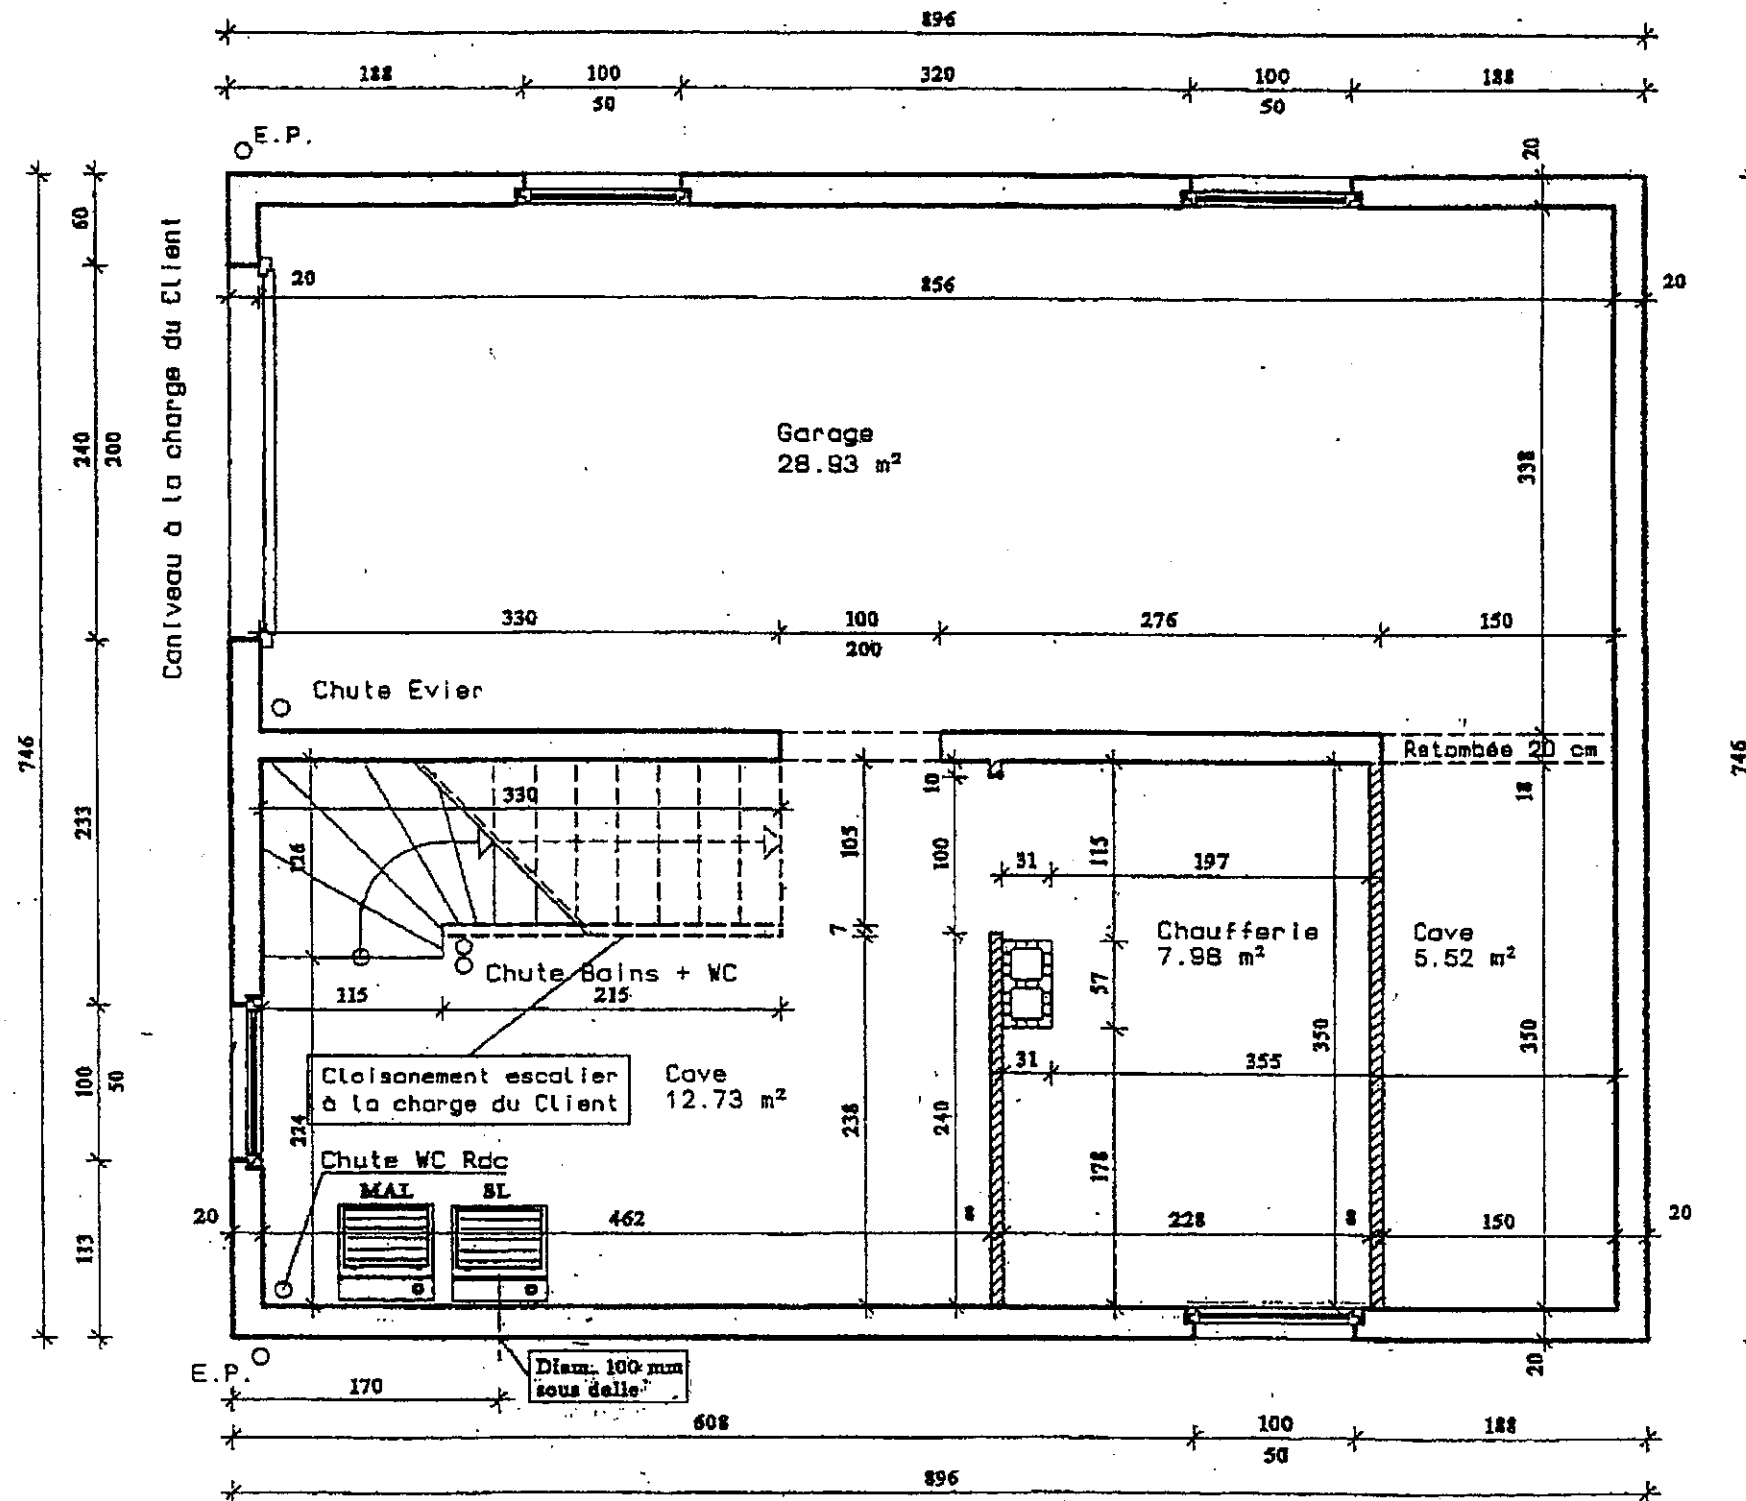 896
188
100
320
100
188
50
50
E.P.
20
60
Caniveau à la charge du Client
20
856
20
240
200
Garage
28.93 m²
338
330
100
276
150
200
Chute Evier
746
746
Retombée 20 cm
10
18
233
330
126
105
100
115
31
197
7
Chaufferie
7.98 m²
Cave
5.52 m²
Chute Bains + WC
57
115
215
350
350
31
355
100
50
Cloisonement escalier
à la charge du Client
Cave
12.73 m²
224
238
240
178
Chute WC Rdc
MAL
SL
20
462
8
228
8
150
20
113
E.P.
170
Diam. 100 mm
sous dalle
20
608
100
188
50
896